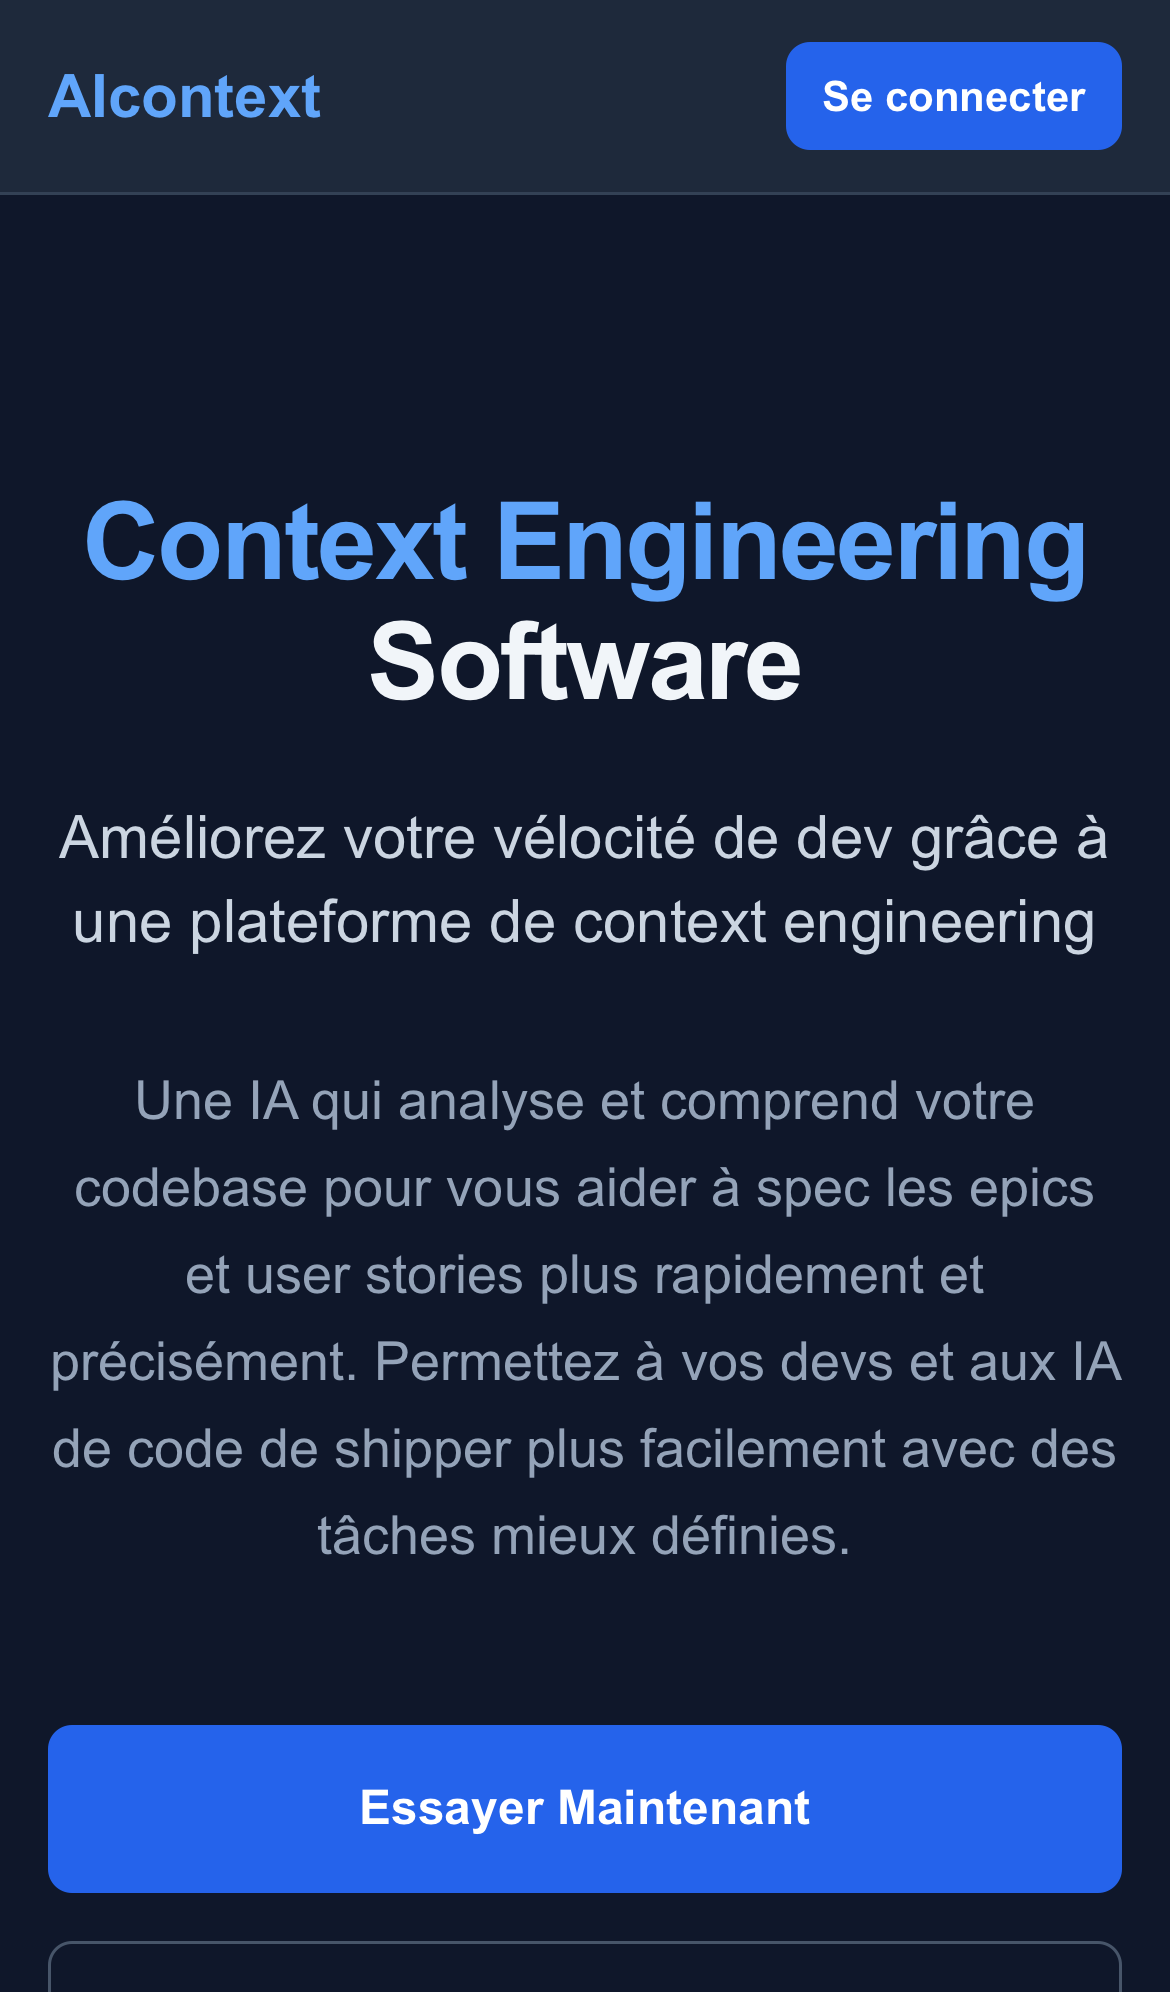 AIcontext
Se connecter
Context Engineering
Software
Améliorez votre vélocité de dev grâce à
une plateforme de context engineering
Une IA qui analyse et comprend votre
codebase pour vous aider à spec les epics
et user stories plus rapidement et
précisément. Permettez à vos devs et aux IA
de code de shipper plus facilement avec des
tâches mieux définies.
Essayer Maintenant